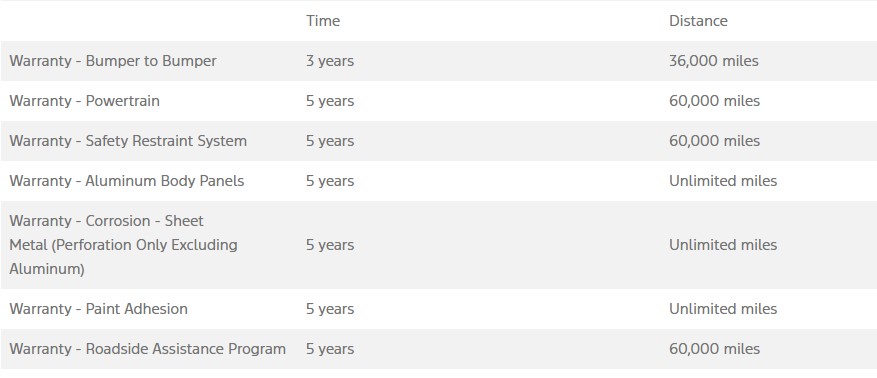 Time Distance
Warranty - Bumper to Bumper 3 years 36,000 miles
Warranty - Powertrain 5 years 60,000 miles
Warranty - Safety Restraint System 5 years 60,000 miles
Warranty - Aluminum Body Panels 5 years Unlimited miles
Warranty - Corrosion - Sheet
Metal (Perforation Only Excluding 5 years Unlimited miles
Aluminum)
Warranty - Paint Adhesion 5 years Unlimited miles
Warranty - Roadside Assistance Program 5 years 60,000 miles